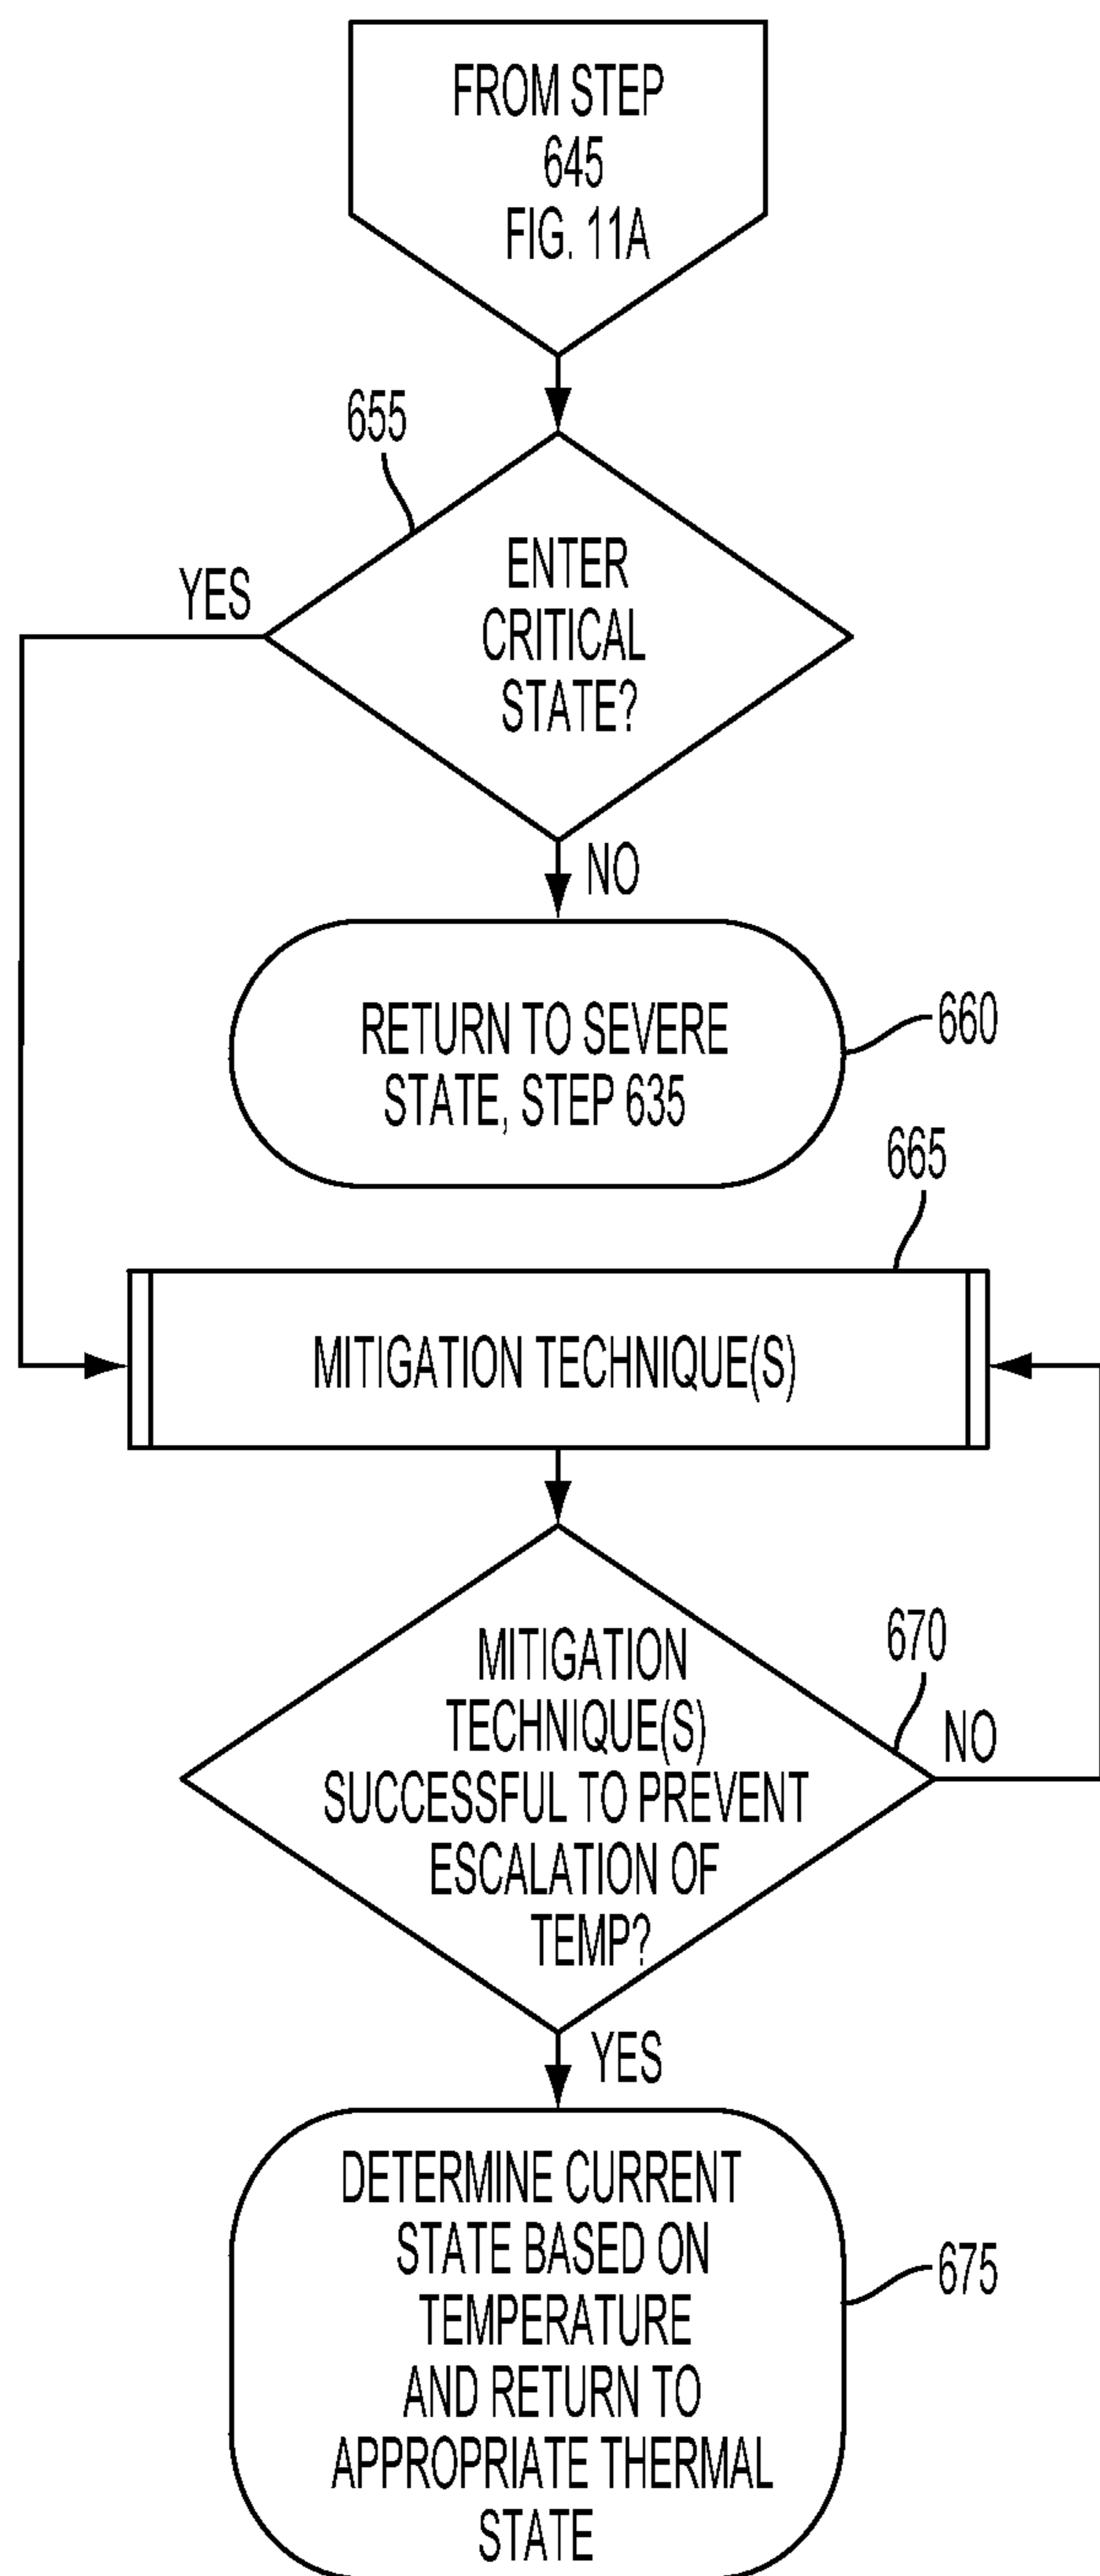 FROM STEP
645
FIG. 11A
655
ENTER
CRITICAL
STATE?
YES
NO
RETURN TO SEVERE
STATE, STEP 635
660
665
MITIGATION TECHNIQUE(S)
670
MITIGATION
TECHNIQUE(S)
SUCCESSFUL TO PREVENT
ESCALATION OF
TEMP?
NO
YES
DETERMINE CURRENT
STATE BASED ON
TEMPERATURE
AND RETURN TO
APPROPRIATE THERMAL
STATE
675